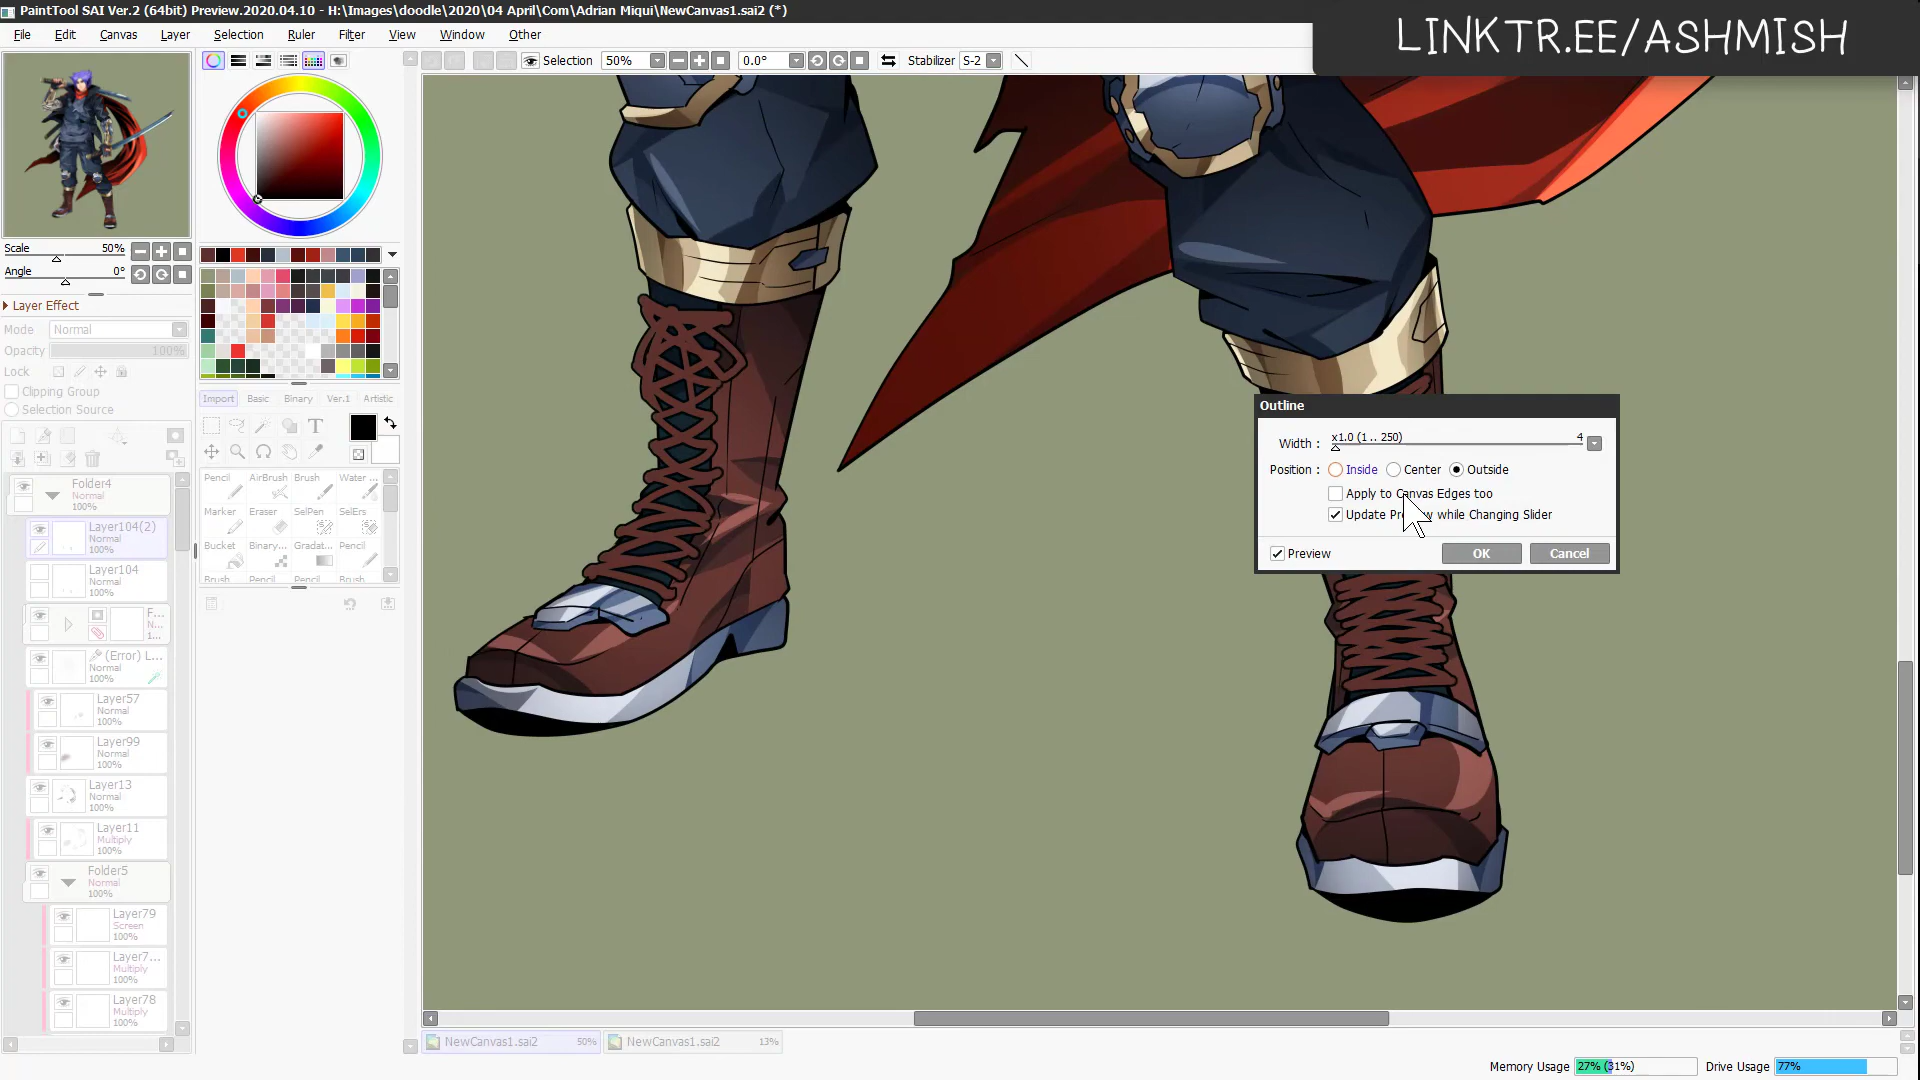 PaintTool SAI Ver.2 (64bit) Preview.2020.04.10 - H:\Images\doodle\2020\04 April\Com\Adrian Miqui\NewCanvas1.sai2 (*)
LINKTR.EE/ASHMISH
File Edit Canvas Layer Selection Ruler Filter View Window Other
Selection 50% 0.0° Stabilizer S-2
Scale 50%
Angle 0°
Layer Effect
Mode Normal
Opacity 100%
Lock
Clipping Group
Selection Source
Import Basic Binary Ver.1 Artistic
T
Pencil AirBrush Brush Water ...
Marker Eraser SelPen SelErs
Bucket Binary... Gradat... Pencil
Brush Pencil Pencil Pencil
Folder4
Normal
100%
Layer104(2)
Normal
100%
Layer104
Normal
100%
F...
N...
1...
(Error) L...
Normal
100%
Layer57
Normal
100%
Layer99
Normal
100%
Layer13
Normal
100%
Layer11
Multiply
100%
Folder5
Normal
100%
Layer79
Screen
100%
Layer7...
Multiply
100%
Layer78
Multiply
100%
Outline
Width : x1.0 (1 .. 250) 4
Position : Inside Center Outside
Apply to Canvas Edges too
Update Pre w while Changing Slider
Preview OK Cancel
NewCanvas1.sai2 50% NewCanvas1.sai2 13%
Memory Usage 27% (31%) Drive Usage 77%